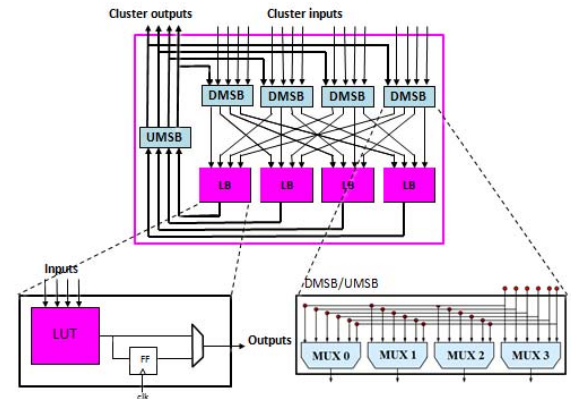 Cluster outputs Cluster inputs
DMSB DMSB DMSB DMSB
UMSB
LB LB LB LB
Inputs
DMSB/UMSB
LUT
FF
Outputs
MUX 0 MUX 1 MUX 2 MUX 3
clk